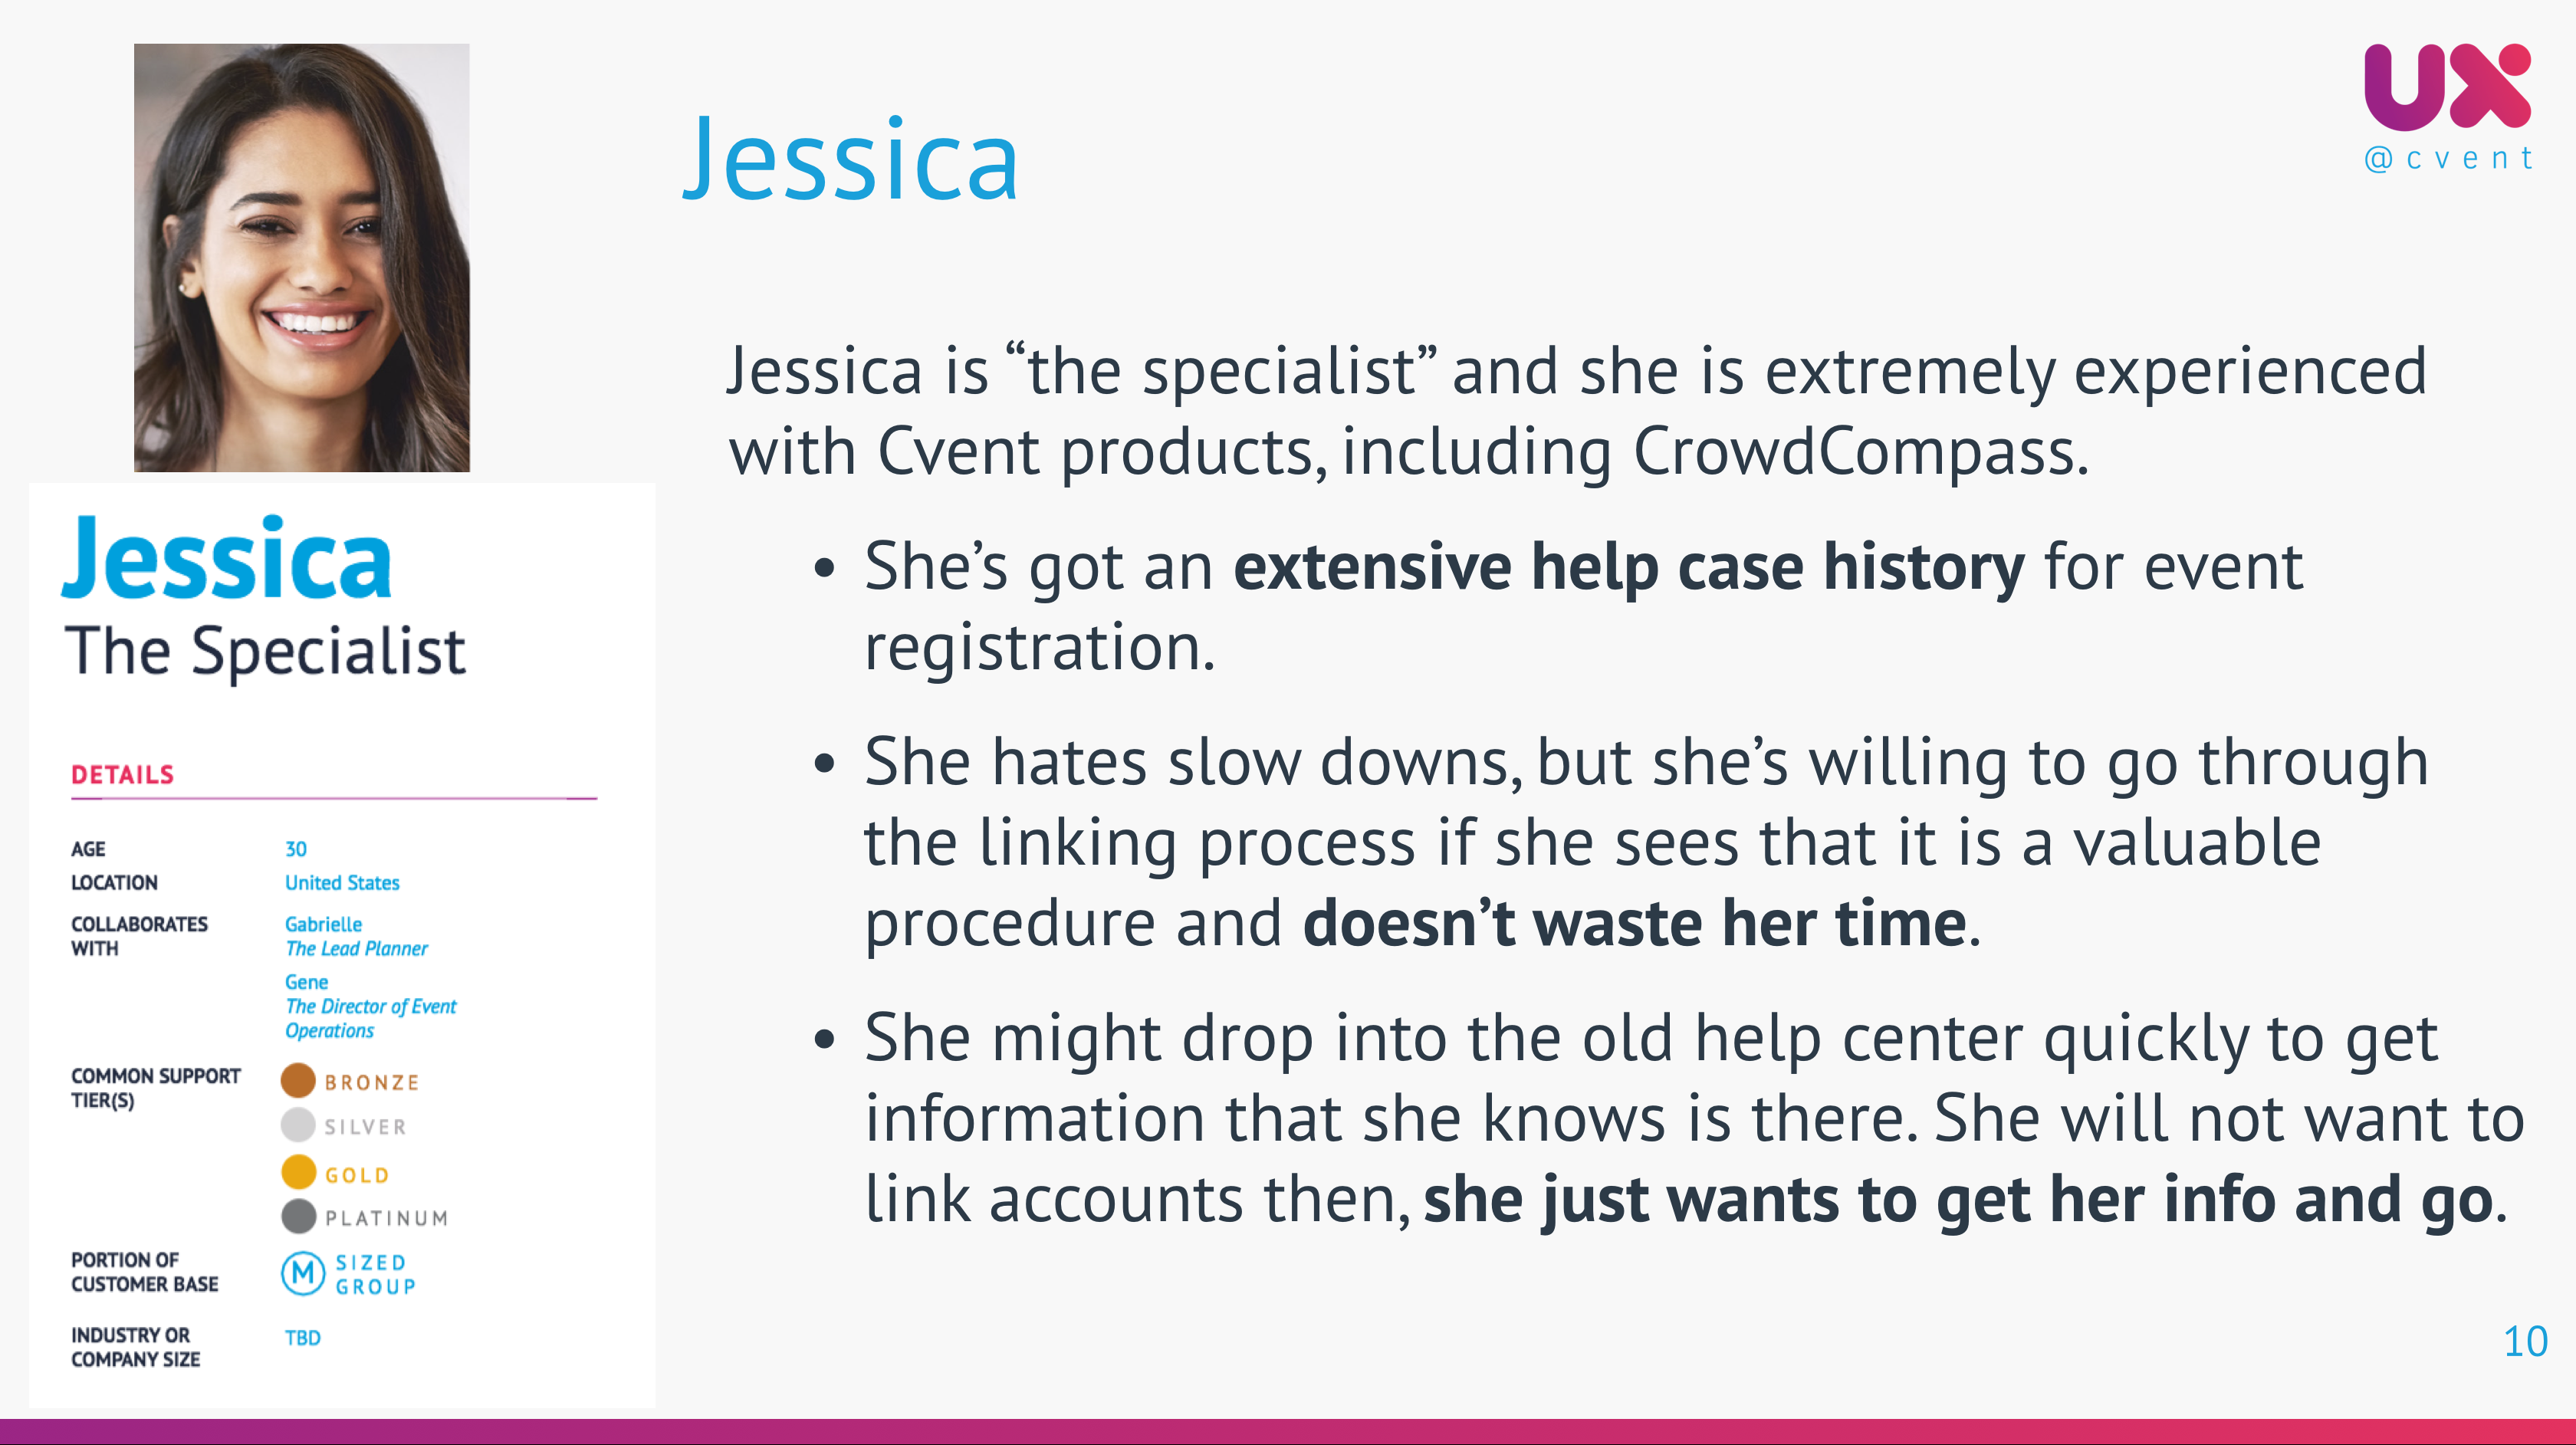 UX
@cvent
Jessica
Jessica
The Specialist
DETAILS
AGE 30
LOCATION United States
COLLABORATES Gabrielle
WITH The Lead Planner
Gene
The Director of Event
Operations
COMMON SUPPORT BRONZE
TIER(S)
SILVER
GOLD
PLATINUM
PORTION OF M SIZED
CUSTOMER BASE GROUP
INDUSTRY OR TBD
COMPANY SIZE
Jessica is “the specialist” and she is extremely experienced
with Cvent products, including CrowdCompass.
• She’s got an extensive help case history for event
registration.
• She hates slow downs, but she’s willing to go through
the linking process if she sees that it is a valuable
procedure and doesn’t waste her time.
• She might drop into the old help center quickly to get
information that she knows is there. She will not want to
link accounts then, she just wants to get her info and go.
10